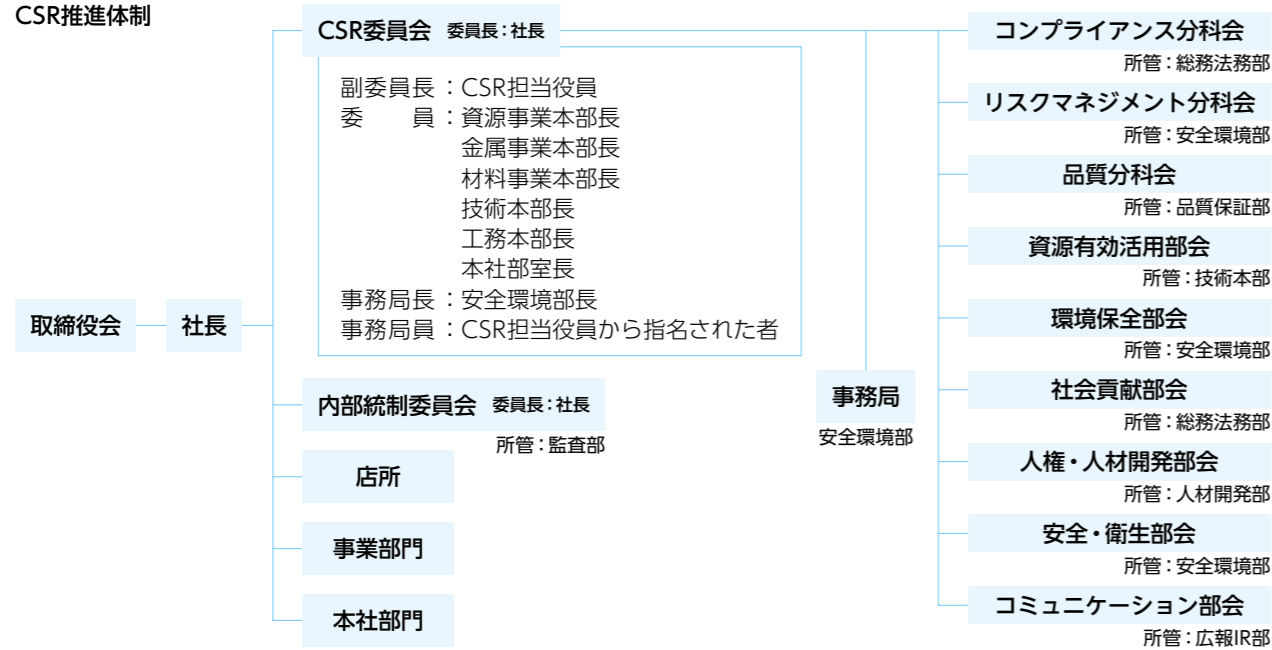 CSR推進体制
取締役会
社長
CSR委員会 委員長：社長
副委員長：CSR担当役員
委　　員：資源事業本部長
金属事業本部長
材料事業本部長
技術本部長
工務本部長
本社部室長
事務局長：安全環境部長
事務局員：CSR担当役員から指名された者
内部統制委員会 委員長：社長
所管：監査部
店所
事業部門
本社部門
事務局
安全環境部
コンプライアンス分科会
所管：総務法務部
リスクマネジメント分科会
所管：安全環境部
品質分科会
所管：品質保証部
資源有効活用部会
所管：技術本部
環境保全部会
所管：安全環境部
社会貢献部会
所管：総務法務部
人権・人材開発部会
所管：人材開発部
安全・衛生部会
所管：安全環境部
コミュニケーション部会
所管：広報IR部